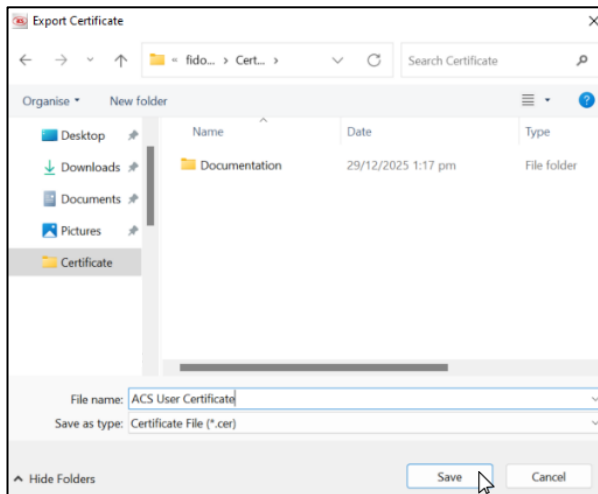 Export Certificate
« fido... › Cert... ›
Search Certificate
Organise
New folder
Desktop
Downloads
Documents
Pictures
Certificate
Name Date Type
Documentation 29/12/2025 1:17 pm File folder
File name: ACS User Certificate
Save as type: Certificate File (*.cer)
Hide Folders
Save
Cancel